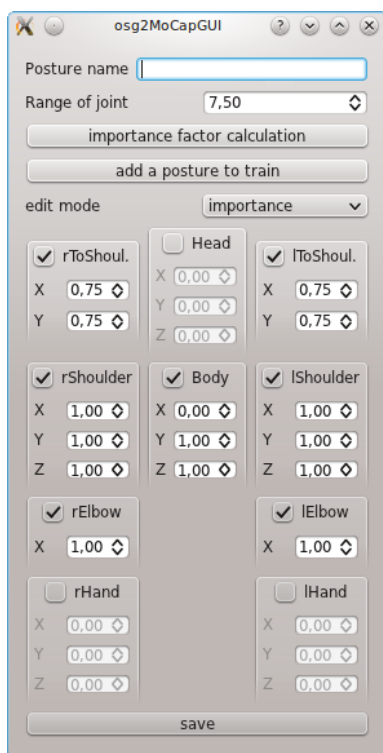 osg2MoCapGUI
Posture name
Range of joint 7,50
importance factor calculation
add a posture to train
edit mode importance
rToShoul.
X 0,75
Y 0,75
Head
X 0,00
Y 0,00
Z 0,00
lToShoul.
X 0,75
Y 0,75
rShoulder
X 1,00
Y 1,00
Z 1,00
Body
X 0,00
Y 1,00
Z 1,00
lShoulder
X 1,00
Y 1,00
Z 1,00
rElbow
X 1,00
lElbow
X 1,00
rHand
X 0,00
Y 0,00
Z 0,00
lHand
X 0,00
Y 0,00
Z 0,00
save